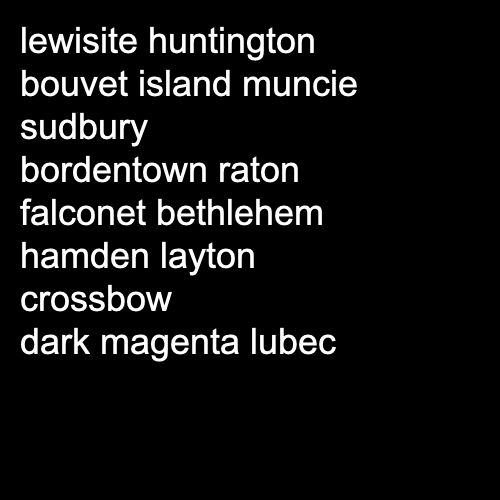 lewisite huntington
bouvet island muncie
sudbury
bordentown raton
falconet bethlehem
hamden layton
crossbow
dark magenta lubec